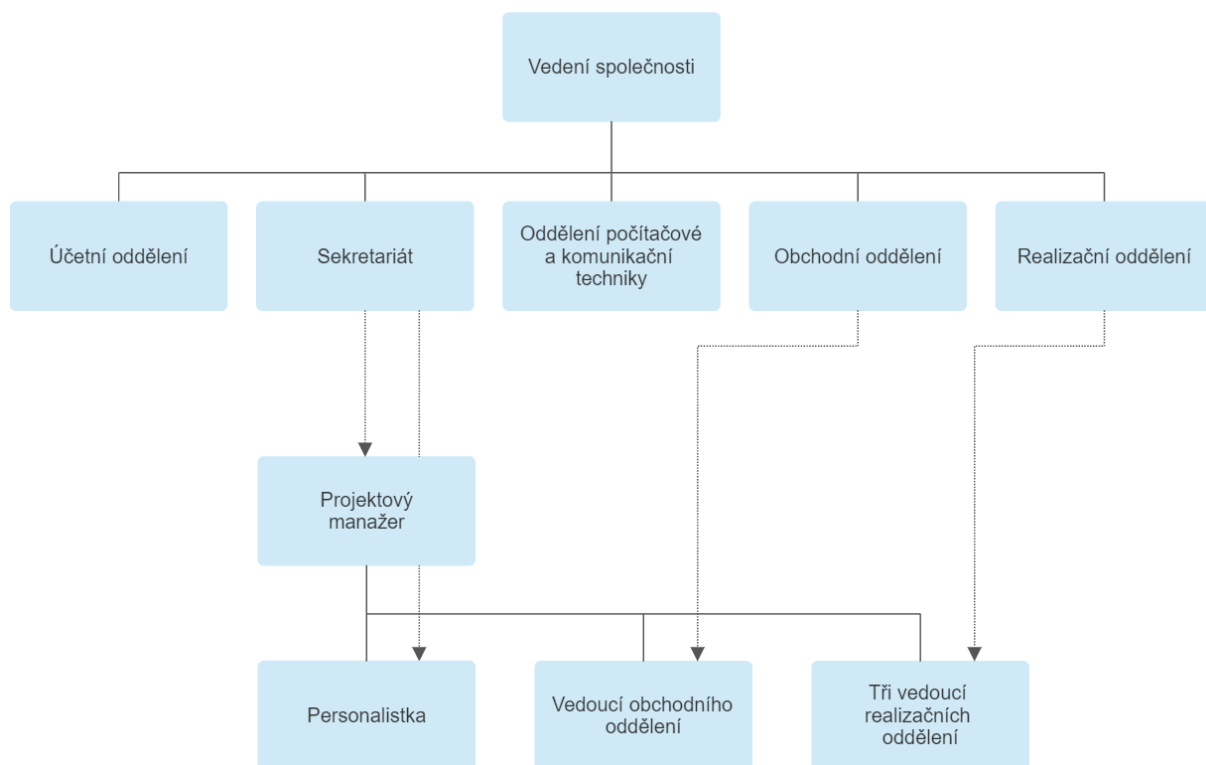 Vedení společnosti
Účetní oddělení
Sekretariát
Oddělení počítačové
a komunikační
techniky
Obchodní oddělení
Realizační oddělení
Projektový
manažer
Personalistka
Vedoucí obchodního
oddělení
Tři vedoucí
realizačních
oddělení